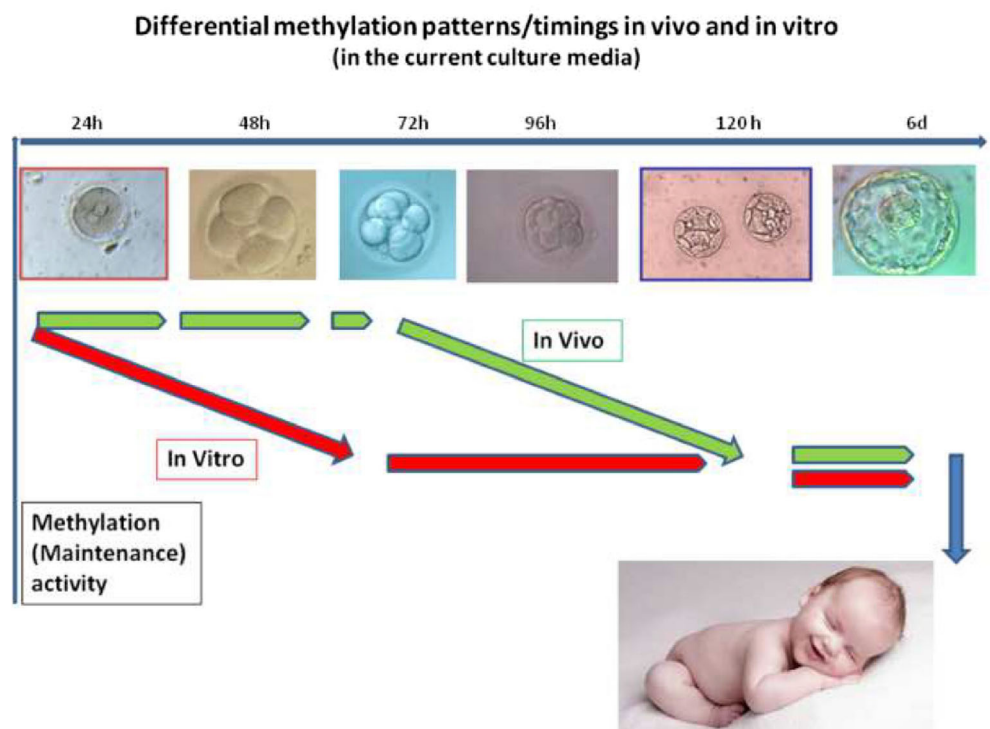 Differential methylation patterns/timings in vivo and in vitro
(in the current culture media)
24h
48h
72h
96h
120 h
6d
In Vivo
In Vitro
Methylation
(Maintenance)
activity